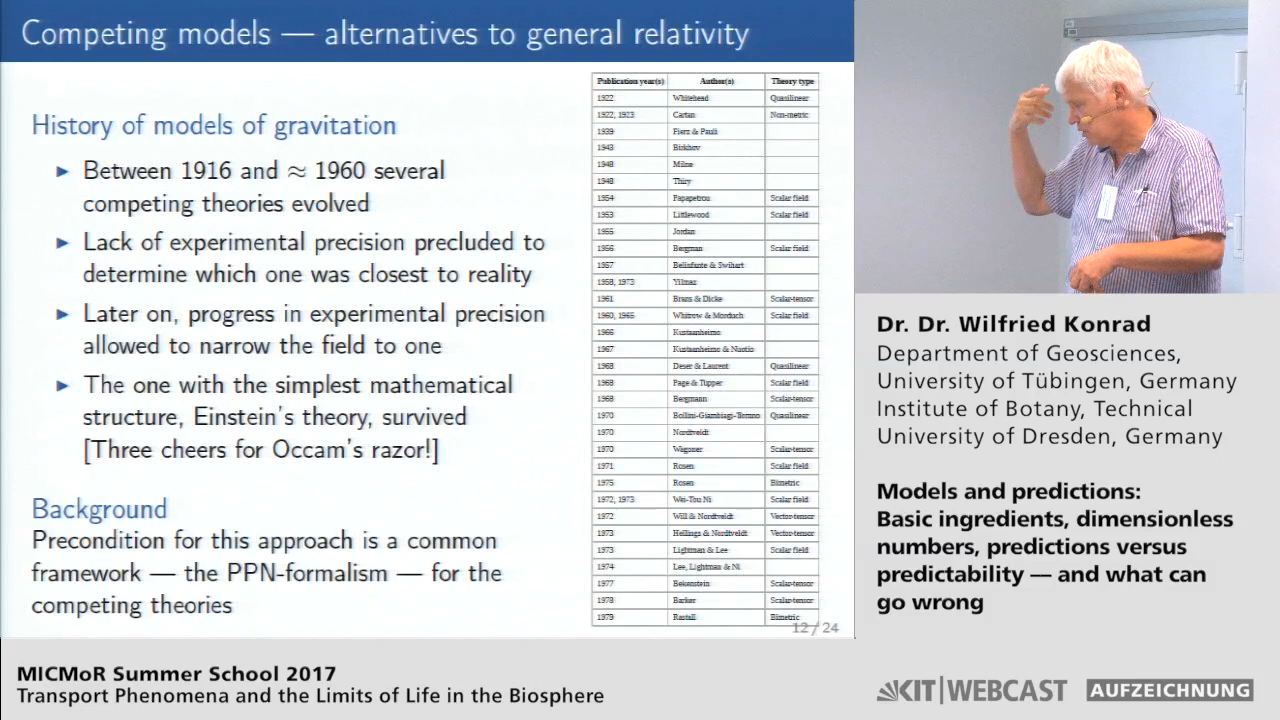 Competing models — alternatives to general relativity
History of models of gravitation
▶ Between 1916 and ≈ 1960 several
competing theories evolved
▶ Lack of experimental precision precluded to
determine which one was closest to reality
▶ Later on, progress in experimental precision
allowed to narrow the field to one
▶ The one with the simplest mathematical
structure, Einstein's theory, survived
[Three cheers for Occam's razor!]
Background
Precondition for this approach is a common
framework — the PPN-formalism — for the
competing theories
Publication year(s) Author(s) Theory type
1922 Whitehead Quasilinear
1922, 1923 Cartan Non-metric
1939 Fierz & Pauli
1943 Birkhov
1948 Milne
1948 Thiry
1954 Papapetrou Scalar field
1953 Littlewood Scalar field
1955 Jordan
1956 Bergman Scalar field
1957 Belinfante & Swihart
1958, 1973 Yilmaz
1961 Brans & Dicke Scalar-tensor
1960, 1965 Whitrow & Morduch Scalar field
1966 Kustaanheimo
1967 Kustaanheimo & Nuotio
1968 Deser & Laurent Quasilinear
1968 Page & Tupper Scalar field
1968 Bergmann Scalar-tensor
1970 Bollini-Giambiagi-Tiomno Quasilinear
1970 Nordtveldt
1970 Wagoner Scalar-tensor
1971 Rosen Scalar field
1975 Rosen Bimetric
1972, 1973 Wei-Tou Ni Scalar field
1972 Will & Nordtveldt Vector-tensor
1973 Hellings & Nordtveldt Vector-tensor
1973 Lightman & Lee Scalar field
1974 Lee, Lightman & Ni
1977 Bekenstein Scalar-tensor
1978 Barker Scalar-tensor
1979 Rastall Bimetric
12 / 24
Dr. Dr. Wilfried Konrad
Department of Geosciences,
University of Tübingen, Germany
Institute of Botany, Technical
University of Dresden, Germany
Models and predictions:
Basic ingredients, dimensionless
numbers, predictions versus
predictability — and what can
go wrong
MICMoR Summer School 2017
Transport Phenomena and the Limits of Life in the Biosphere
KIT|WEBCAST AUFZEICHNUNG